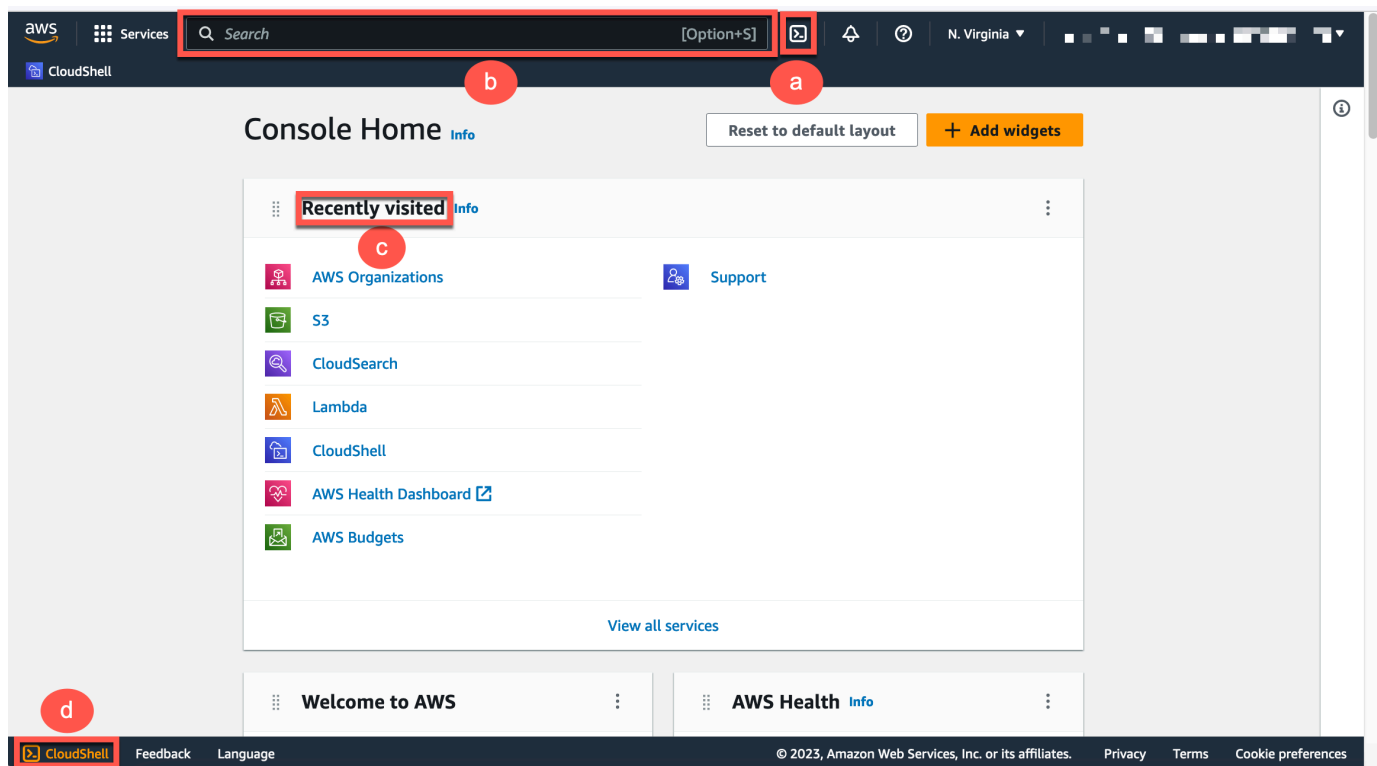 aws Services Search [Option+S] N. Virginia
CloudShell
b
a
Console Home Info
Reset to default layout
+ Add widgets
Recently visited Info
c
AWS Organizations
Support
S3
CloudSearch
Lambda
CloudShell
AWS Health Dashboard
AWS Budgets
View all services
Welcome to AWS
AWS Health Info
d
CloudShell Feedback Language © 2023, Amazon Web Services, Inc. or its affiliates. Privacy Terms Cookie preferences